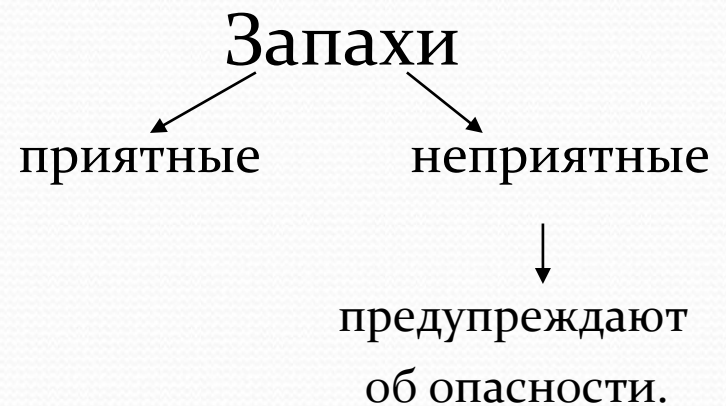 Запахи
приятные неприятные
предупреждают
об опасности.